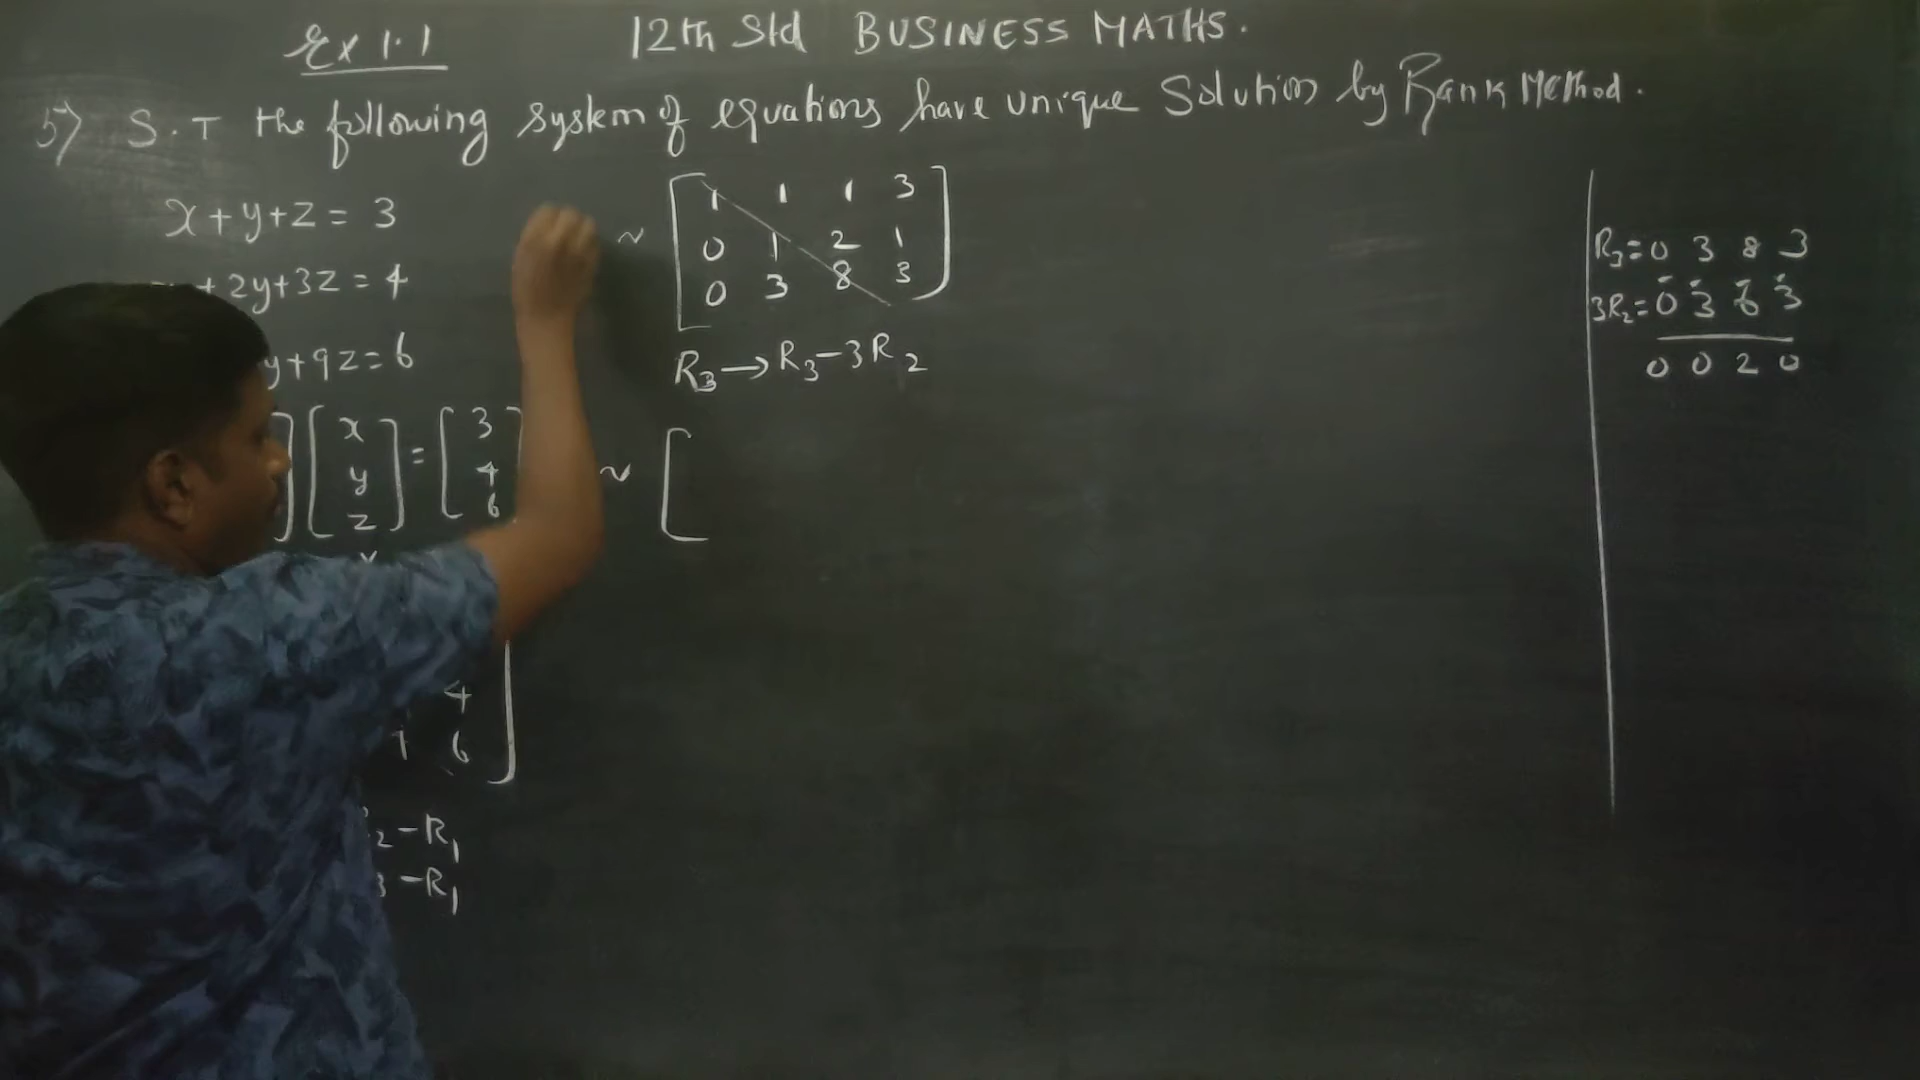 Ex 1.1
12th Std BUSINESS MATHS.
5) S.T the following system of equations have unique Solution by Rank Method.
x+y+z = 3
+2y+3z = 4
y+9z = 6
] [ x y z ] = [ 3 4 6
4
6 ]
2 - R1
3 - R1
~ [ 1 1 1 3
0 1 2 1
0 3 8 3 ]
R3 → R3 - 3R2
~ [
R3 = 0 3 8 3
3R2 = 0 3 6 3
0 0 2 0